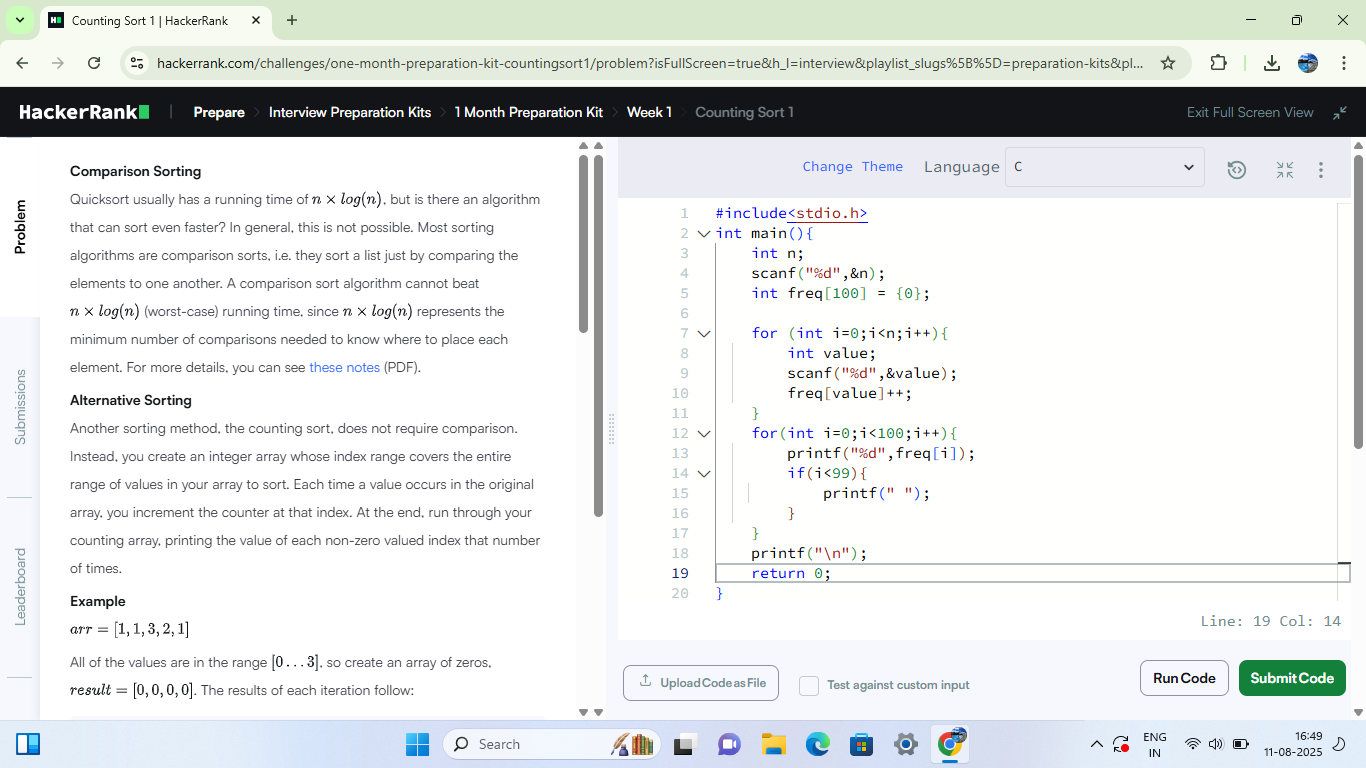 Counting Sort 1 | HackerRank
hackerrank.com/challenges/one-month-preparation-kit-countingsort1/problem?isFullScreen=true&h_l=interview&playlist_slugs%5B%5D=preparation-kits&pl...
HackerRank
Prepare
Interview Preparation Kits
1 Month Preparation Kit
Week 1
Counting Sort 1
Exit Full Screen View
Problem
Submissions
Leaderboard
Comparison Sorting
Quicksort usually has a running time of n × log(n), but is there an algorithm
that can sort even faster? In general, this is not possible. Most sorting
algorithms are comparison sorts, i.e. they sort a list just by comparing the
elements to one another. A comparison sort algorithm cannot beat
n × log(n) (worst-case) running time, since n × log(n) represents the
minimum number of comparisons needed to know where to place each
element. For more details, you can see these notes (PDF).
Alternative Sorting
Another sorting method, the counting sort, does not require comparison.
Instead, you create an integer array whose index range covers the entire
range of values in your array to sort. Each time a value occurs in the original
array, you increment the counter at that index. At the end, run through your
counting array, printing the value of each non-zero valued index that number
of times.
Example
arr = [1, 1, 3, 2, 1]
All of the values are in the range [0 . . . 3], so create an array of zeros,
result = [0, 0, 0, 0]. The results of each iteration follow:
Change Theme
Language
C
1 #include<stdio.h>
2 int main(){
3 int n;
4 scanf("%d",&n);
5 int freq[100] = {0};
6
7 for (int i=0;i<n;i++){
8 int value;
9 scanf("%d",&value);
10 freq[value]++;
11 }
12 for(int i=0;i<100;i++){
13 printf("%d",freq[i]);
14 if(i<99){
15 printf(" ");
16 }
17 }
18 printf("\n");
19 return 0;
20 }
Line: 19 Col: 14
Upload Code as File
Test against custom input
Run Code
Submit Code
Search
ENG
IN
16:49
11-08-2025